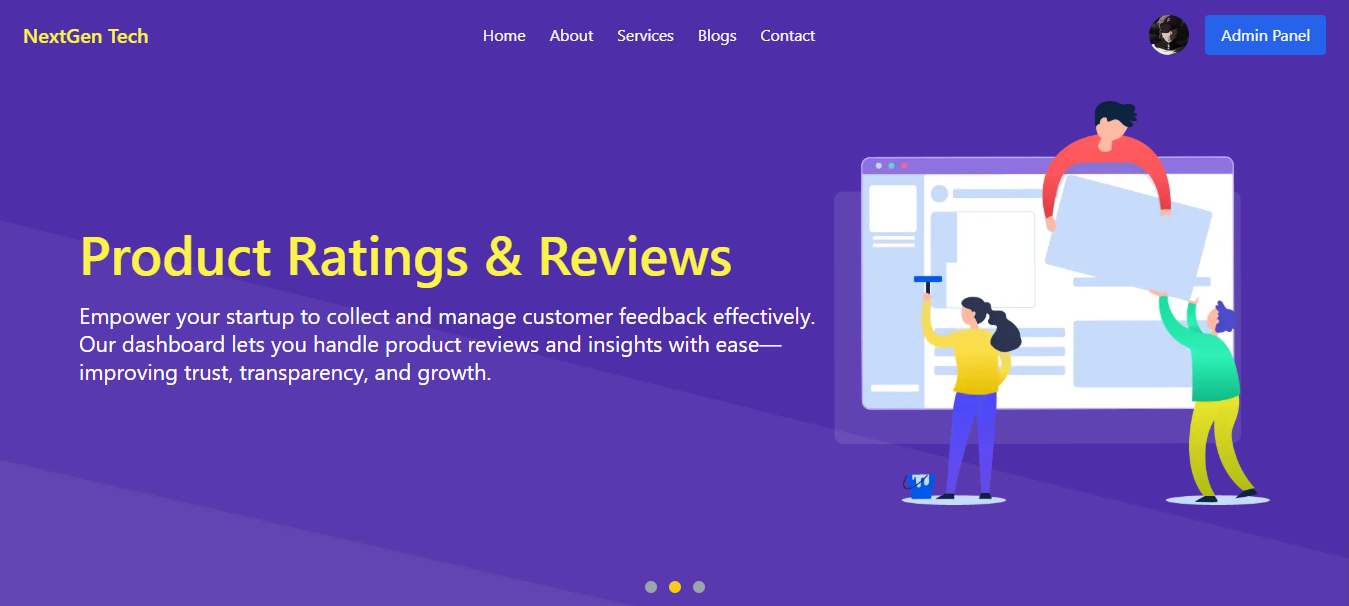 NextGen Tech
Home About Services Blogs Contact
Admin Panel
Product Ratings & Reviews
Empower your startup to collect and manage customer feedback effectively.
Our dashboard lets you handle product reviews and insights with ease—
improving trust, transparency, and growth.